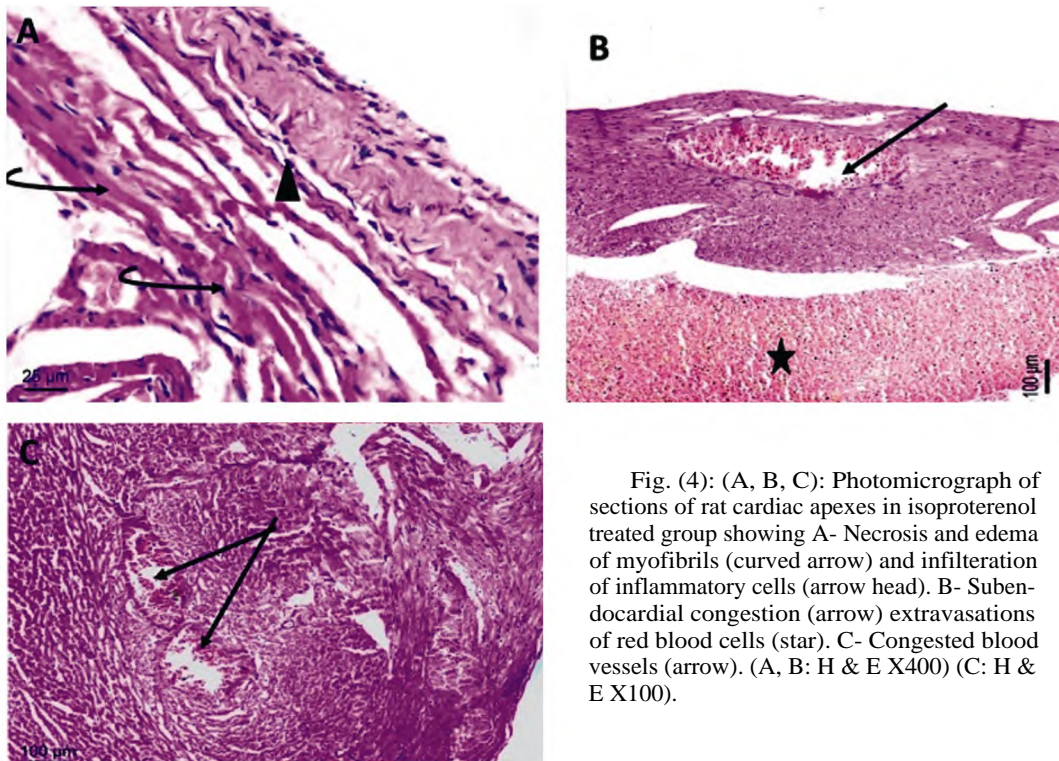 A
25 µm
B
100 µm
C
100 µm
Fig. (4): (A, B, C): Photomicrograph of
sections of rat cardiac apexes in isoproterenol
treated group showing A- Necrosis and edema
of myofibrils (curved arrow) and infilteration
of inflammatory cells (arrow head). B- Suben-
docardial congestion (arrow) extravasations
of red blood cells (star). C- Congested blood
vessels (arrow). (A, B: H & E X400) (C: H &
E X100).